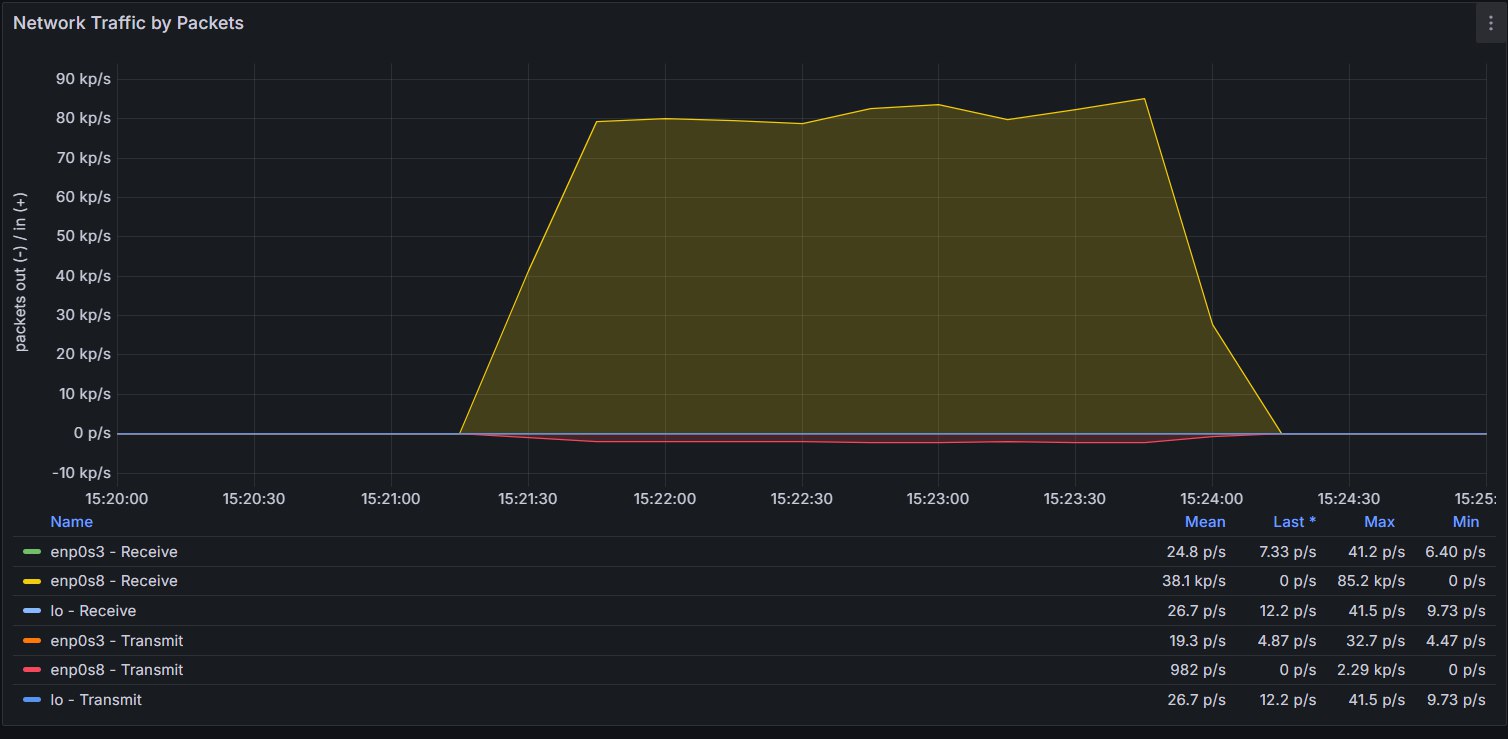 Network Traffic by Packets
packets out (-) / in (+)
90 kp/s
80 kp/s
70 kp/s
60 kp/s
50 kp/s
40 kp/s
30 kp/s
20 kp/s
10 kp/s
0 p/s
-10 kp/s
15:20:00 15:20:30 15:21:00 15:21:30 15:22:00 15:22:30 15:23:00 15:23:30 15:24:00 15:24:30 15:25:
Name Mean Last * Max Min
enp0s3 - Receive 24.8 p/s 7.33 p/s 41.2 p/s 6.40 p/s
enp0s8 - Receive 38.1 kp/s 0 p/s 85.2 kp/s 0 p/s
lo - Receive 26.7 p/s 12.2 p/s 41.5 p/s 9.73 p/s
enp0s3 - Transmit 19.3 p/s 4.87 p/s 32.7 p/s 4.47 p/s
enp0s8 - Transmit 982 p/s 0 p/s 2.29 kp/s 0 p/s
lo - Transmit 26.7 p/s 12.2 p/s 41.5 p/s 9.73 p/s